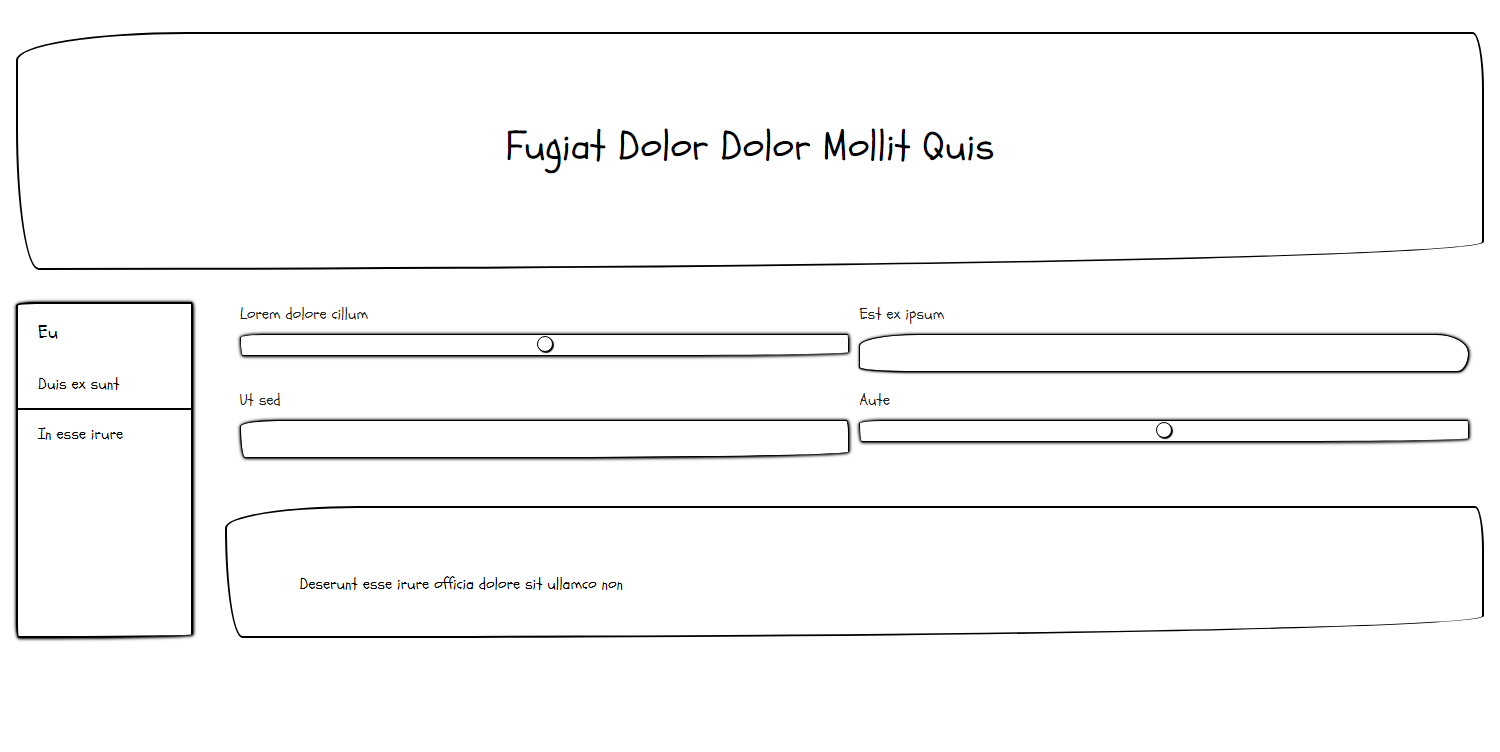 Fugiat Dolor Dolor Mollit Quis
Eu
Duis ex sunt
In esse irure
Lorem dolore cillum
Est ex ipsum
Ut sed
Aute
Deserunt esse irure officia dolore sit ullamco non